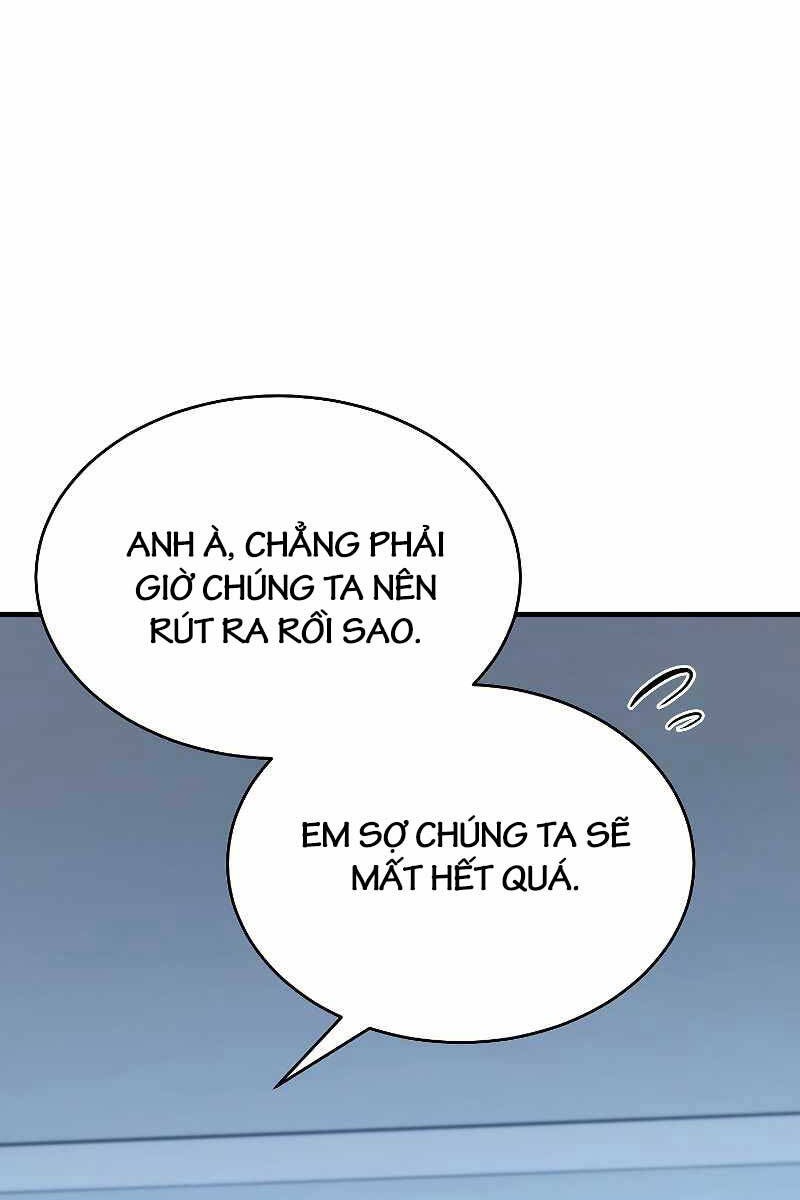 ANH À, CHẲNG PHẢI
GIỜ CHÚNG TA NÊN
RÚT RA RỒI SAO.
EM SỢ CHÚNG TA SẼ
MẤT HẾT QUÁ.